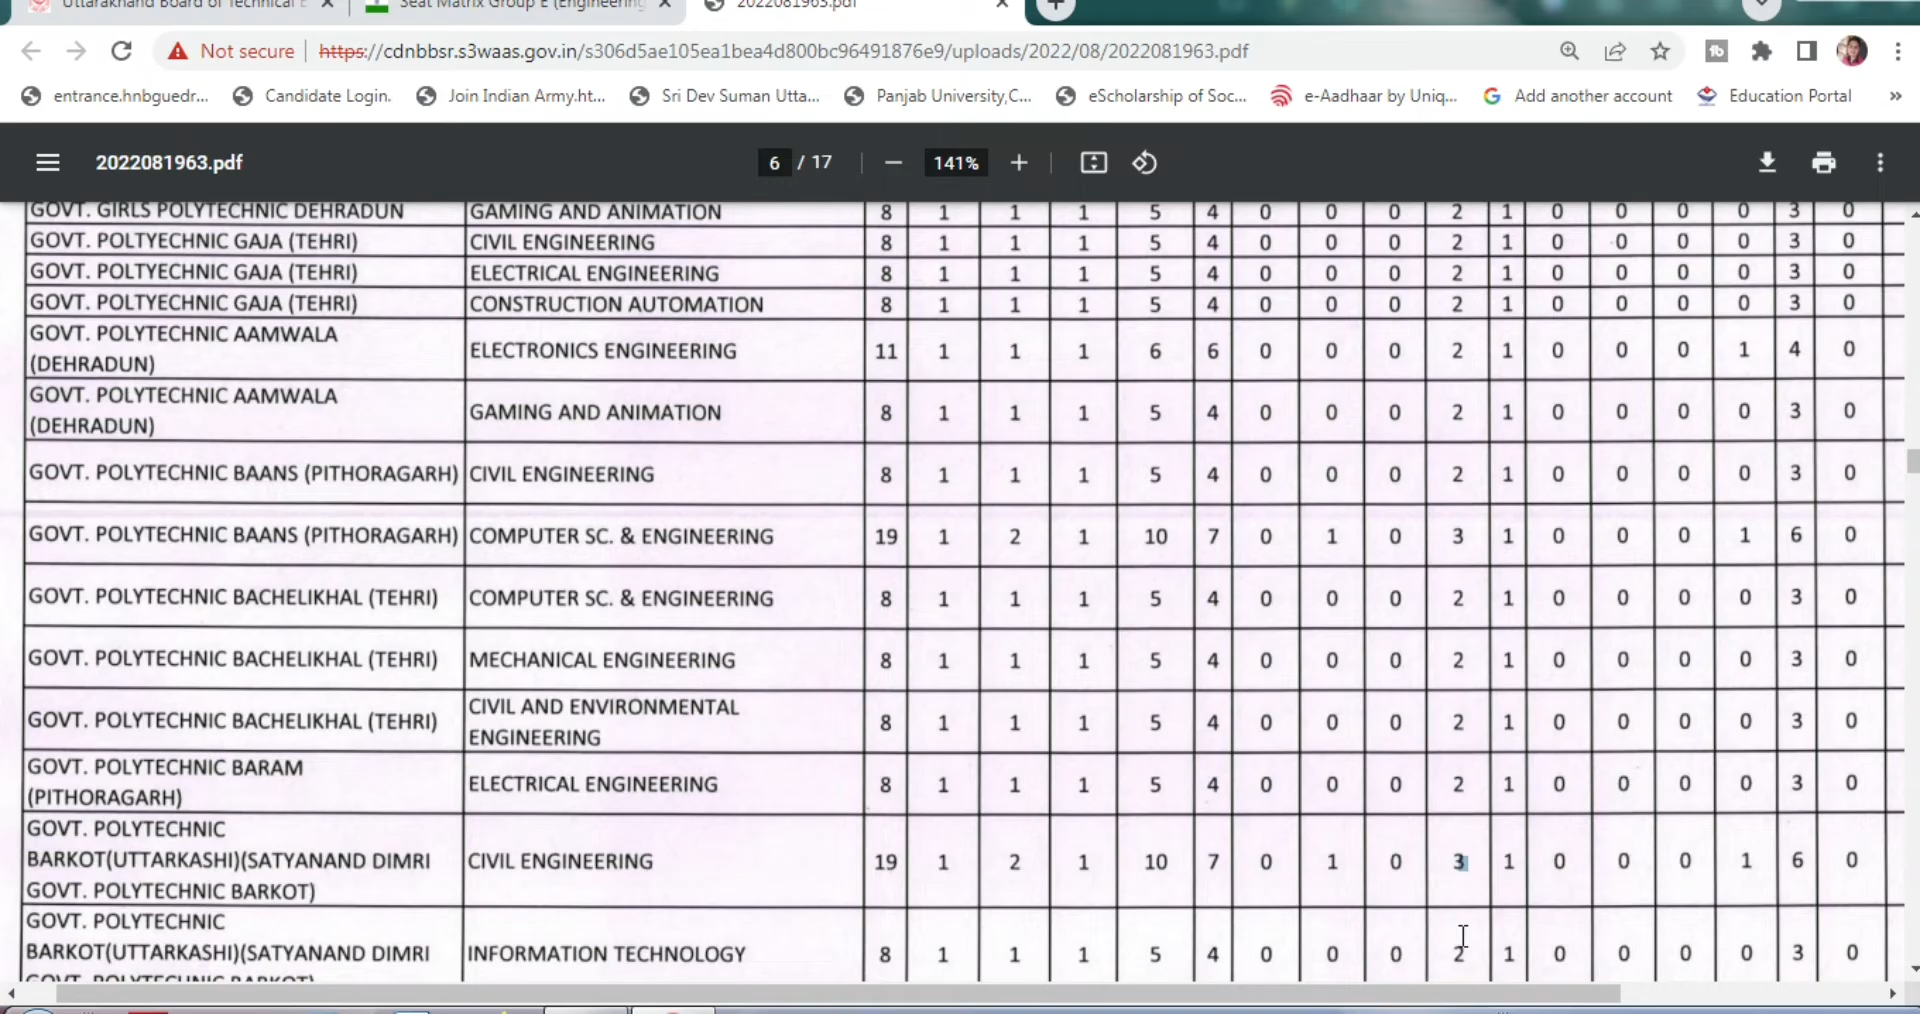 Uttarakhand Board of Technical E
Seat Matrix Group E (Engineering
2022081963.pdf
Not secure https://cdnbbsr.s3waas.gov.in/s306d5ae105ea1bea4d800bc96491876e9/uploads/2022/08/2022081963.pdf
entrance.hnbguedr... Candidate Login. Join Indian Army.ht... Sri Dev Suman Utta... Panjab University,C... eScholarship of Soc... e-Aadhaar by Uniq... Add another account Education Portal »
2022081963.pdf 6 / 17 141%
GOVT. GIRLS POLYTECHNIC DEHRADUN GAMING AND ANIMATION 8 1 1 1 5 4 0 0 0 2 1 0 0 0 0 3 0
GOVT. POLTYECHNIC GAJA (TEHRI) CIVIL ENGINEERING 8 1 1 1 5 4 0 0 0 2 1 0 0 0 0 3 0
GOVT. POLTYECHNIC GAJA (TEHRI) ELECTRICAL ENGINEERING 8 1 1 1 5 4 0 0 0 2 1 0 0 0 0 3 0
GOVT. POLTYECHNIC GAJA (TEHRI) CONSTRUCTION AUTOMATION 8 1 1 1 5 4 0 0 0 2 1 0 0 0 0 3 0
GOVT. POLYTECHNIC AAMWALA
(DEHRADUN) ELECTRONICS ENGINEERING 11 1 1 1 6 6 0 0 0 2 1 0 0 0 1 4 0
GOVT. POLYTECHNIC AAMWALA
(DEHRADUN) GAMING AND ANIMATION 8 1 1 1 5 4 0 0 0 2 1 0 0 0 0 3 0
GOVT. POLYTECHNIC BAANS (PITHORAGARH) CIVIL ENGINEERING 8 1 1 1 5 4 0 0 0 2 1 0 0 0 0 3 0
GOVT. POLYTECHNIC BAANS (PITHORAGARH) COMPUTER SC. & ENGINEERING 19 1 2 1 10 7 0 1 0 3 1 0 0 0 1 6 0
GOVT. POLYTECHNIC BACHELIKHAL (TEHRI) COMPUTER SC. & ENGINEERING 8 1 1 1 5 4 0 0 0 2 1 0 0 0 0 3 0
GOVT. POLYTECHNIC BACHELIKHAL (TEHRI) MECHANICAL ENGINEERING 8 1 1 1 5 4 0 0 0 2 1 0 0 0 0 3 0
GOVT. POLYTECHNIC BACHELIKHAL (TEHRI) CIVIL AND ENVIRONMENTAL
ENGINEERING 8 1 1 1 5 4 0 0 0 2 1 0 0 0 0 3 0
GOVT. POLYTECHNIC BARAM
(PITHORAGARH) ELECTRICAL ENGINEERING 8 1 1 1 5 4 0 0 0 2 1 0 0 0 0 3 0
GOVT. POLYTECHNIC
BARKOT(UTTARKASHI)(SATYANAND DIMRI CIVIL ENGINEERING 19 1 2 1 10 7 0 1 0 3 1 0 0 0 1 6 0
GOVT. POLYTECHNIC BARKOT)
GOVT. POLYTECHNIC
BARKOT(UTTARKASHI)(SATYANAND DIMRI INFORMATION TECHNOLOGY 8 1 1 1 5 4 0 0 0 2 1 0 0 0 0 3 0
GOVT. POLYTECHNIC BARKOT)